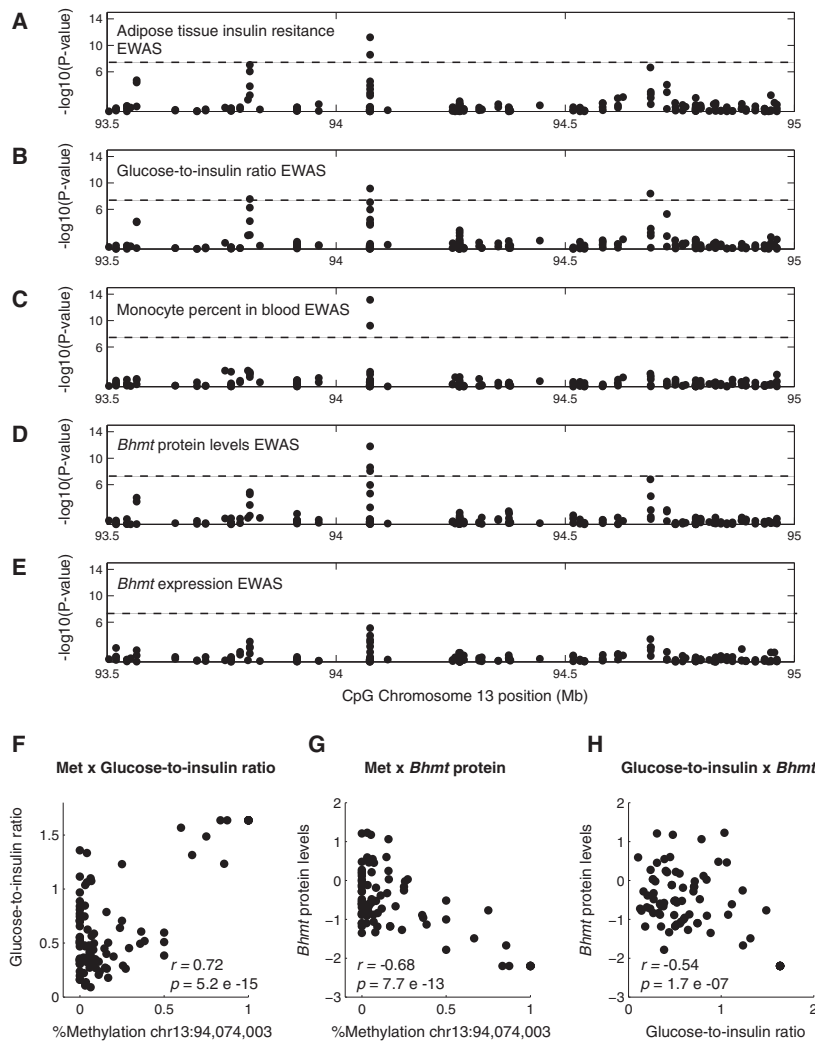 A
Adipose tissue insulin resitance
EWAS
-log10(P-value)
14
10
6
93.5
94
94.5
95
B
Glucose-to-insulin ratio EWAS
-log10(P-value)
14
10
6
93.5
94
94.5
95
C
Monocyte percent in blood EWAS
-log10(P-value)
14
10
6
93.5
94
94.5
95
D
Bhmt protein levels EWAS
-log10(P-value)
14
10
6
93.5
94
94.5
95
E
Bhmt expression EWAS
-log10(P-value)
14
10
6
93.5
94
94.5
95
CpG Chromosome 13 position (Mb)
F
Met x Glucose-to-insulin ratio
Glucose-to-insulin ratio
1.5
1
0.5
0
r = 0.72
p = 5.2 e -15
0
0.5
1
%Methylation chr13:94,074,003
G
Met x Bhmt protein
Bhmt protein levels
2
1
0
−1
−2
−3
r = -0.68
p = 7.7 e -13
0
0.5
1
%Methylation chr13:94,074,003
H
Glucose-to-insulin x Bhmt
Bhmt protein levels
2
1
0
−1
−2
−3
r = -0.54
p = 1.7 e -07
0
1
2
Glucose-to-insulin ratio